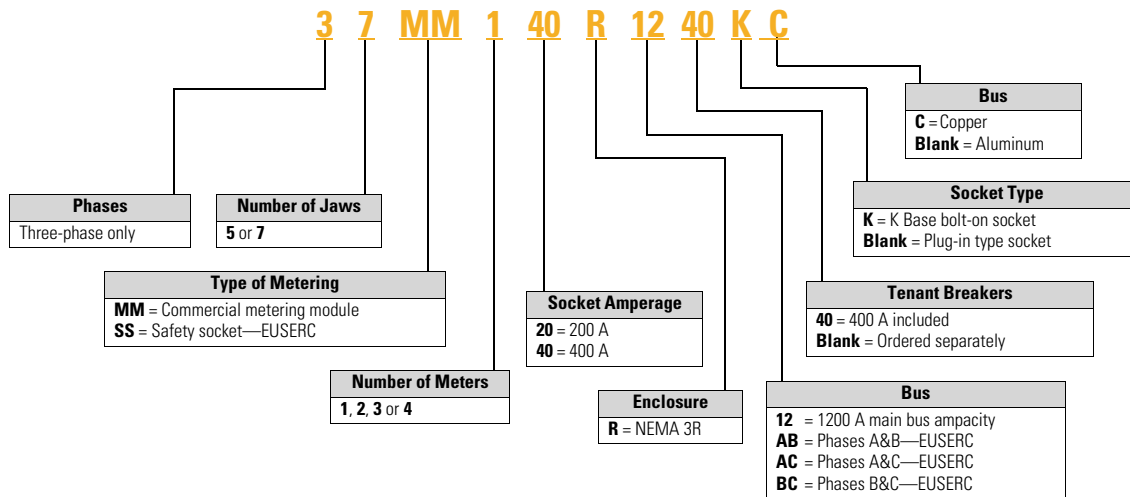 3 7 MM 1 40 R 12 40 K C
Bus
C = Copper
Blank = Aluminum
Phases
Three-phase only
Number of Jaws
5 or 7
Socket Type
K = K Base bolt-on socket
Blank = Plug-in type socket
Type of Metering
MM = Commercial metering module
SS = Safety socket—EUSERC
Socket Amperage
20 = 200 A
40 = 400 A
Tenant Breakers
40 = 400 A included
Blank = Ordered separately
Number of Meters
1, 2, 3 or 4
Enclosure
R = NEMA 3R
Bus
12 = 1200 A main bus ampacity
AB = Phases A&B—EUSERC
AC = Phases A&C—EUSERC
BC = Phases B&C—EUSERC